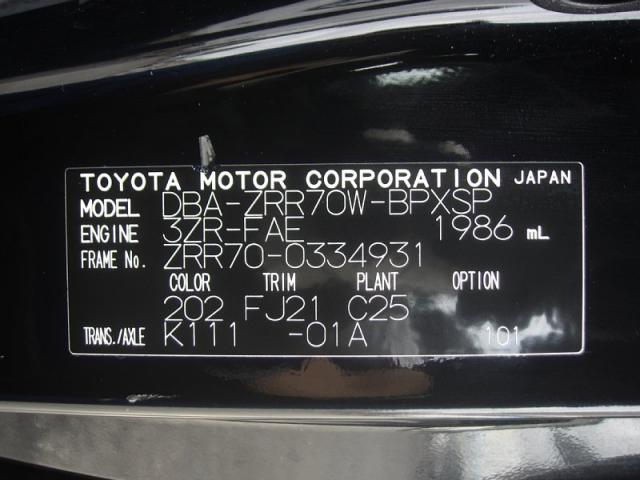 TOYOTA MOTOR CORPORATION JAPAN
MODEL DBA-ZRR70W-BPXSP
ENGINE 3ZR-FAE 1986 mL
FRAME No. ZRR70-0334931
COLOR TRIM PLANT OPTION
202 FJ21 C25
TRANS./AXLE K111 -01A 101